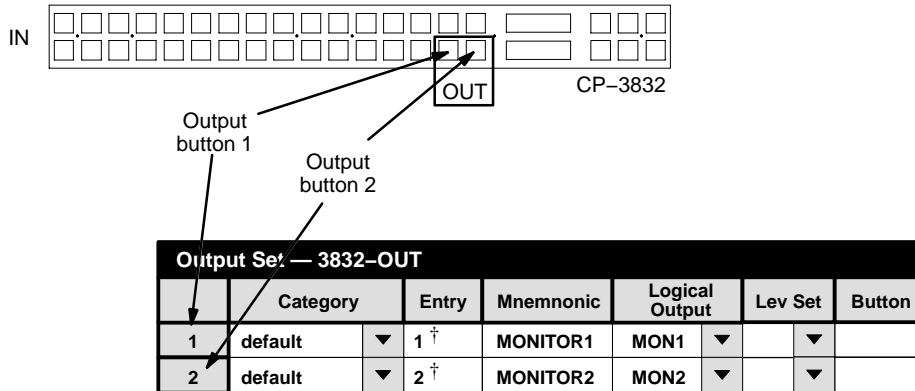 IN
OUT
CP–3832
Output
button 1
Output
button 2
Output Set — 3832–OUT
Category Entry Mnemnonic Logical Output Lev Set Button
1 default 1 † MONITOR1 MON1
2 default 2 † MONITOR2 MON2